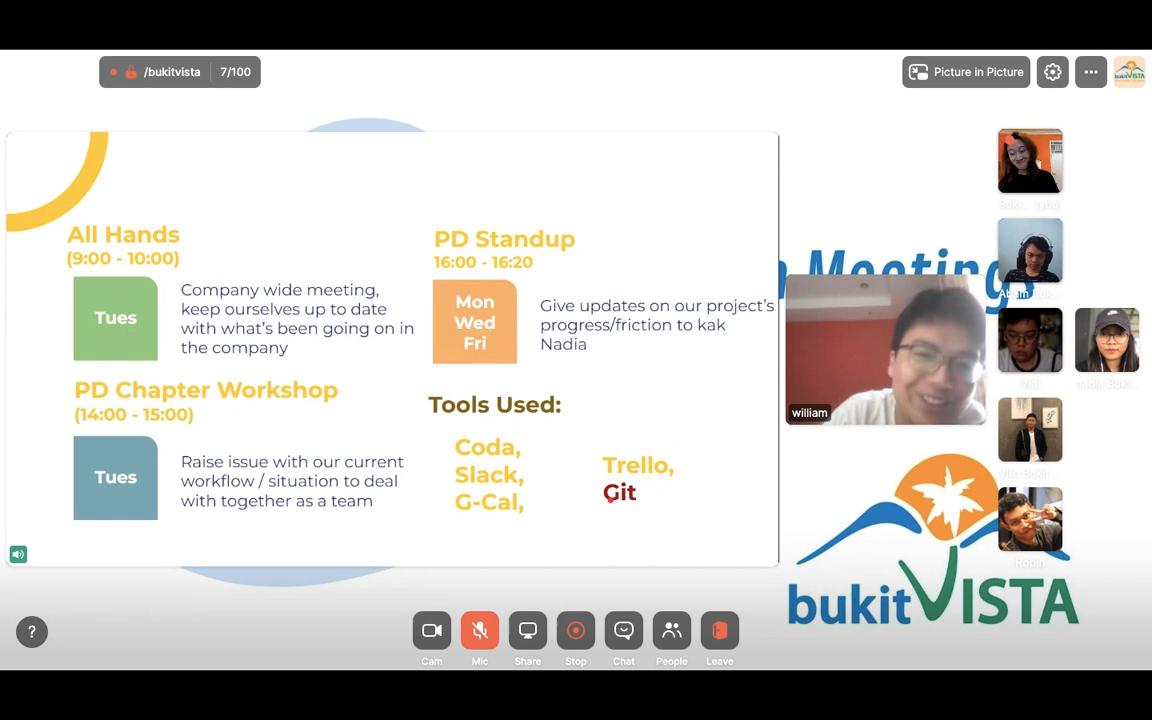 /bukitvista
7/100
Picture in Picture
All Hands
(9:00 - 10:00)
Tues
Company wide meeting,
keep ourselves up to date
with what's been going on in
the company
PD Chapter Workshop
(14:00 - 15:00)
Tues
Raise issue with our current
workflow / situation to deal
with together as a team
PD Standup
16:00 - 16:20
Mon
Wed
Fri
Give updates on our project's
progress/friction to kak
Nadia
Tools Used:
Coda,
Slack,
G-Cal,
Trello,
Git
Meeting
william
Robin
bukitVISTA
?
Cam
Mic
Share
Stop
Chat
People
Leave